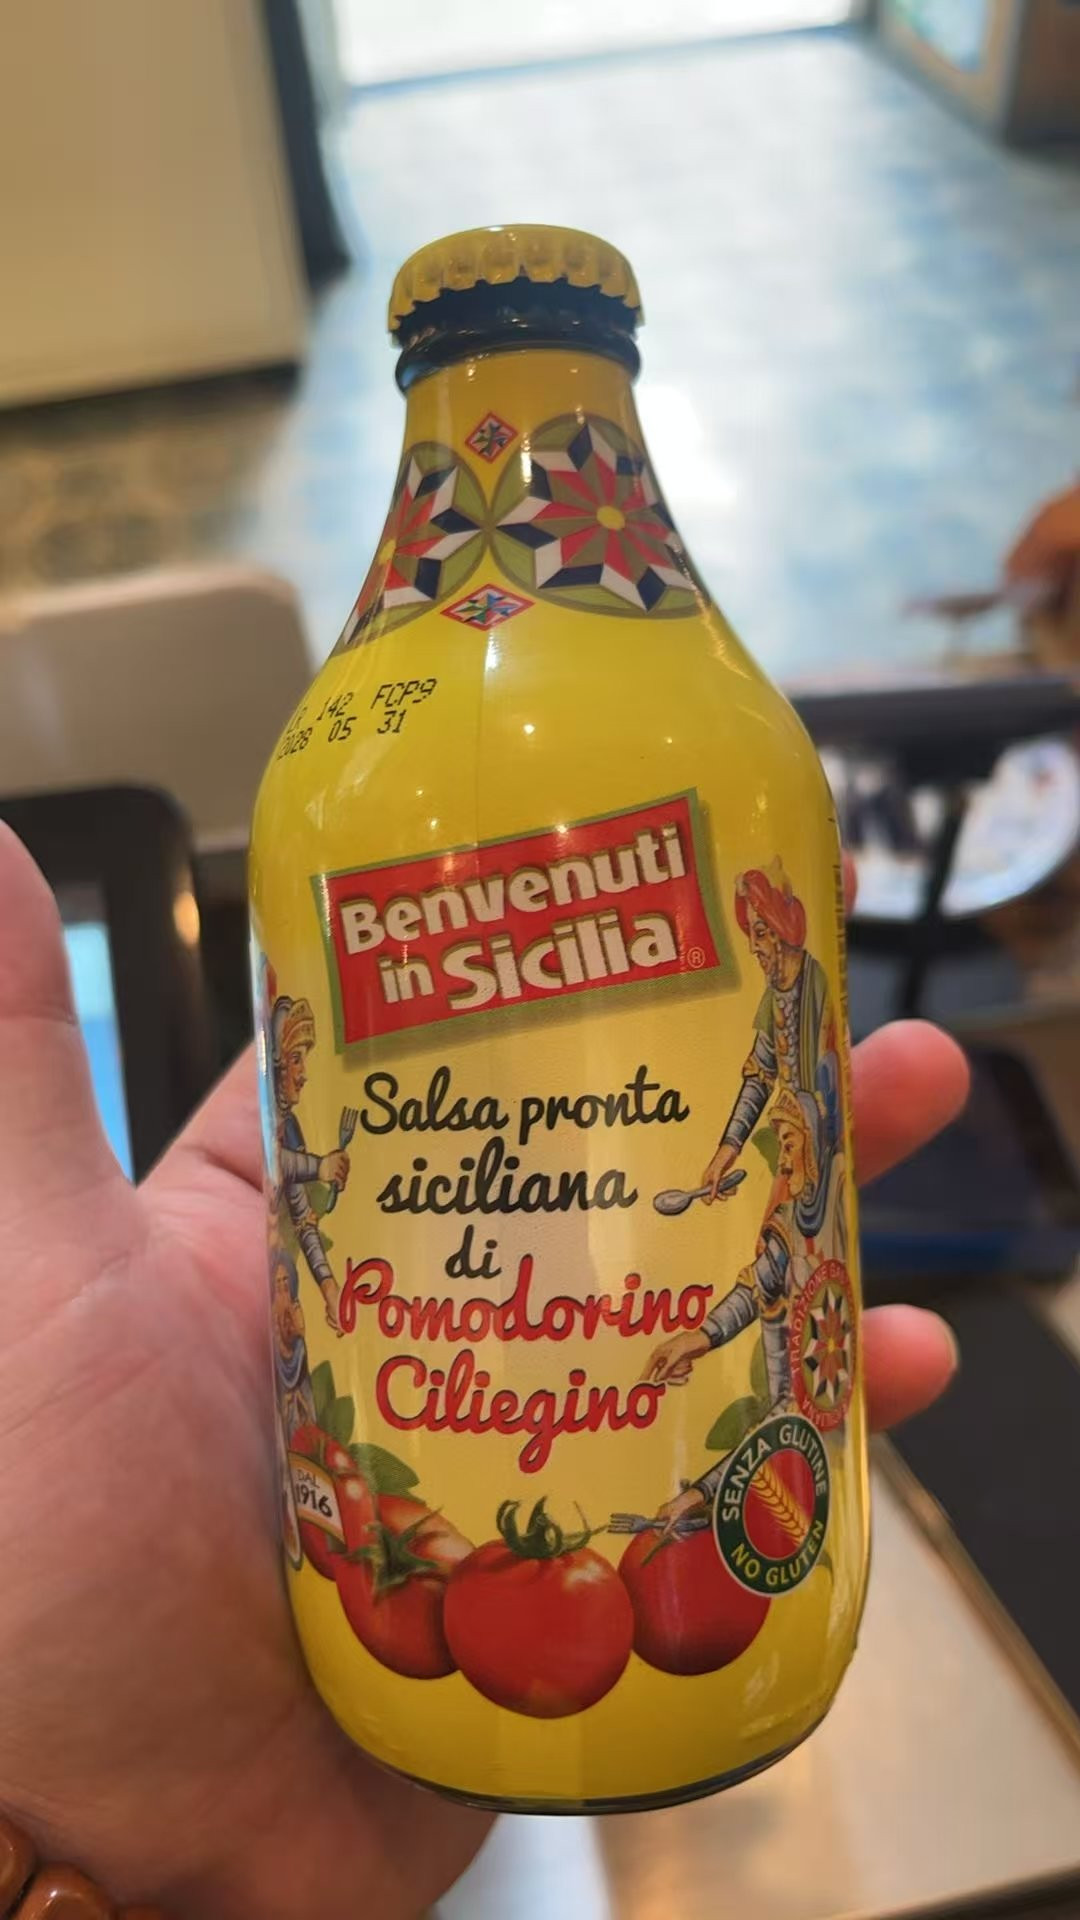 142 FCP9
2028 05 31
Benvenuti
in Sicilia®
Salsa pronta
siciliana
di
Pomodorino
Ciliegino
DAL
1916
TRADIZIONE
SENZA GLUTINE
NO GLUTEN